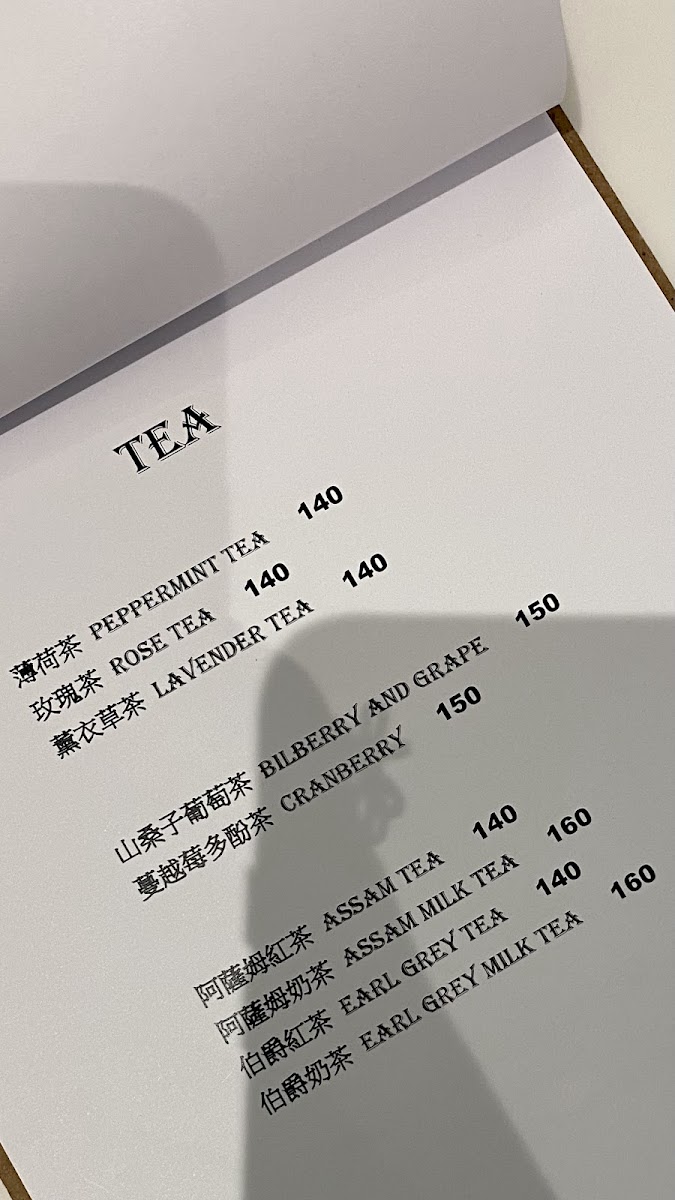 TEA
薄荷茶 PEPPERMINT TEA 140
玫瑰茶 ROSE TEA 140
薰衣草茶 LAVENDER TEA 140
山桑子葡萄茶 BILBERRY AND GRAPE 150
蔓越莓多酚茶 CRANBERRY 150
阿薩姆紅茶 ASSAM TEA 140
阿薩姆奶茶 ASSAM MILK TEA 160
伯爵紅茶 EARL GREY TEA 140
伯爵奶茶 EARL GREY MILK TEA 160